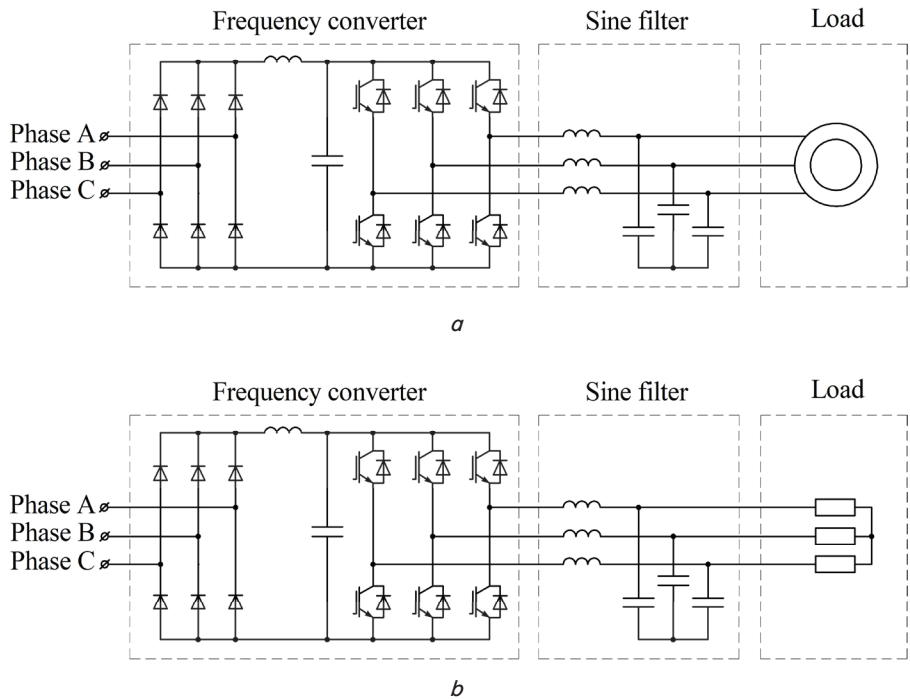 Frequency converter Sine filter Load
Phase A
Phase B
Phase C
a
Frequency converter Sine filter Load
Phase A
Phase B
Phase C
b